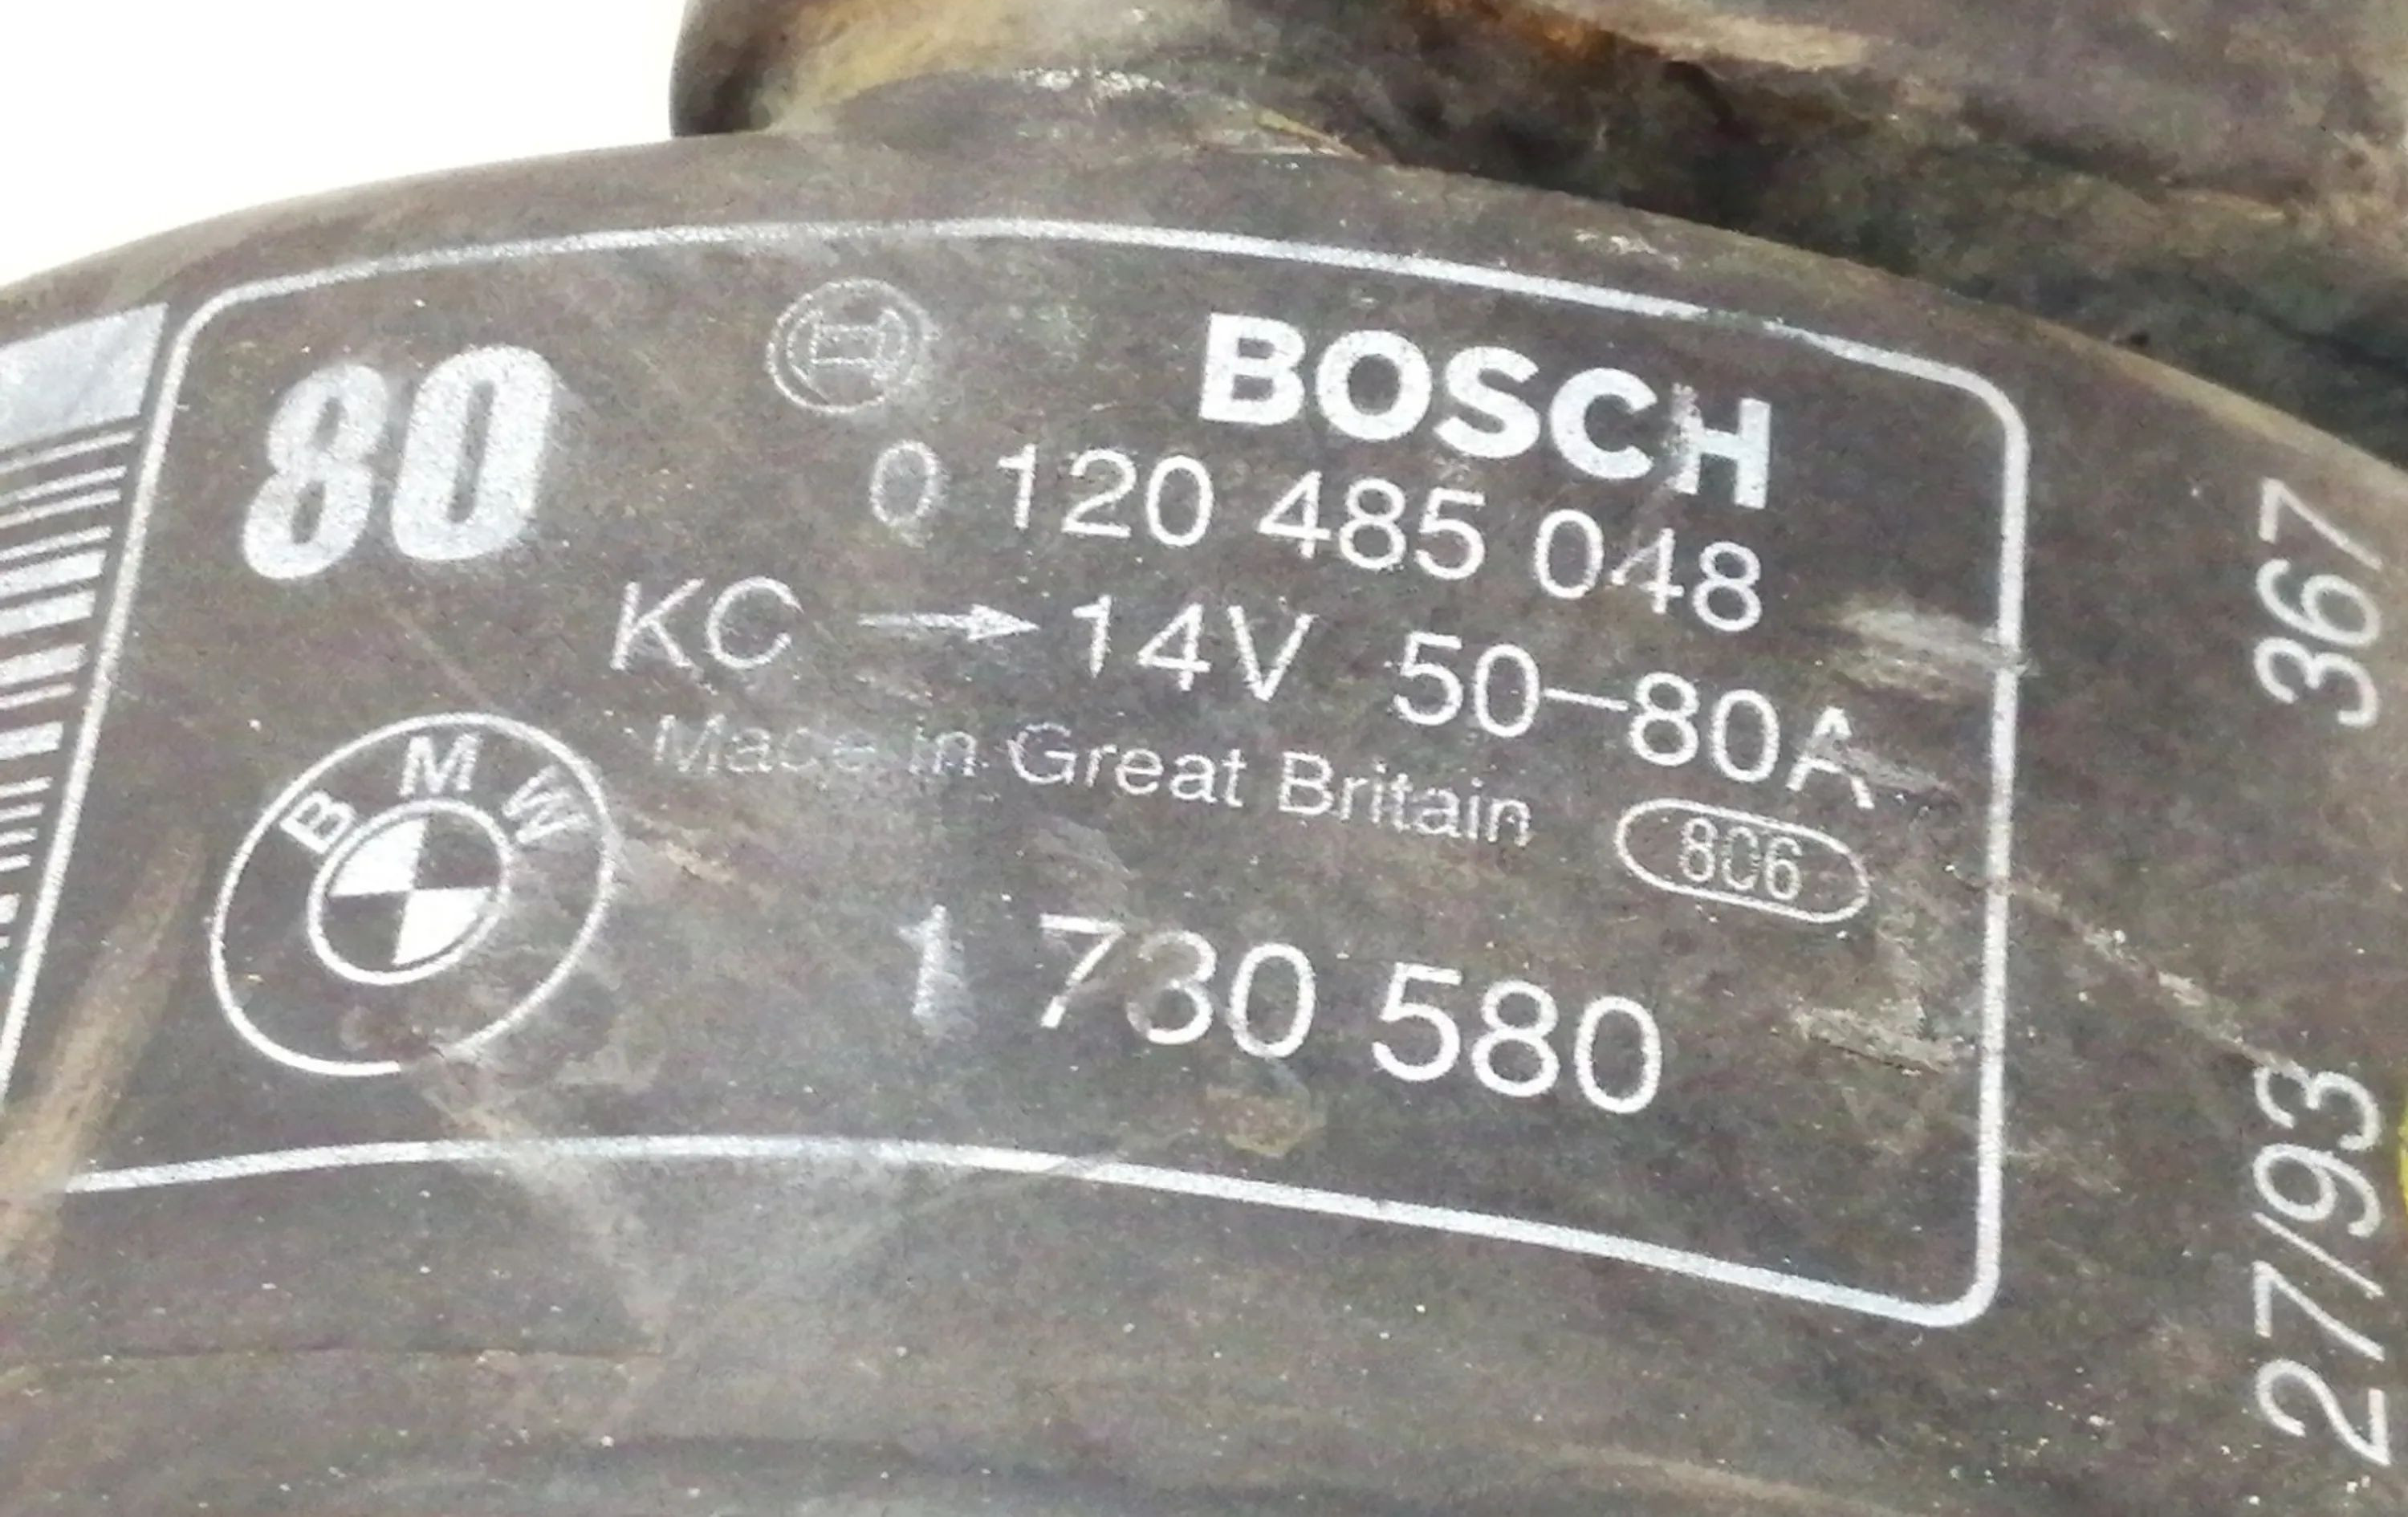 80
BOSCH
0 120 485 048
KC → 14V 50-80A
Made in Great Britain
806
BMW
1 730 580
367
27/93